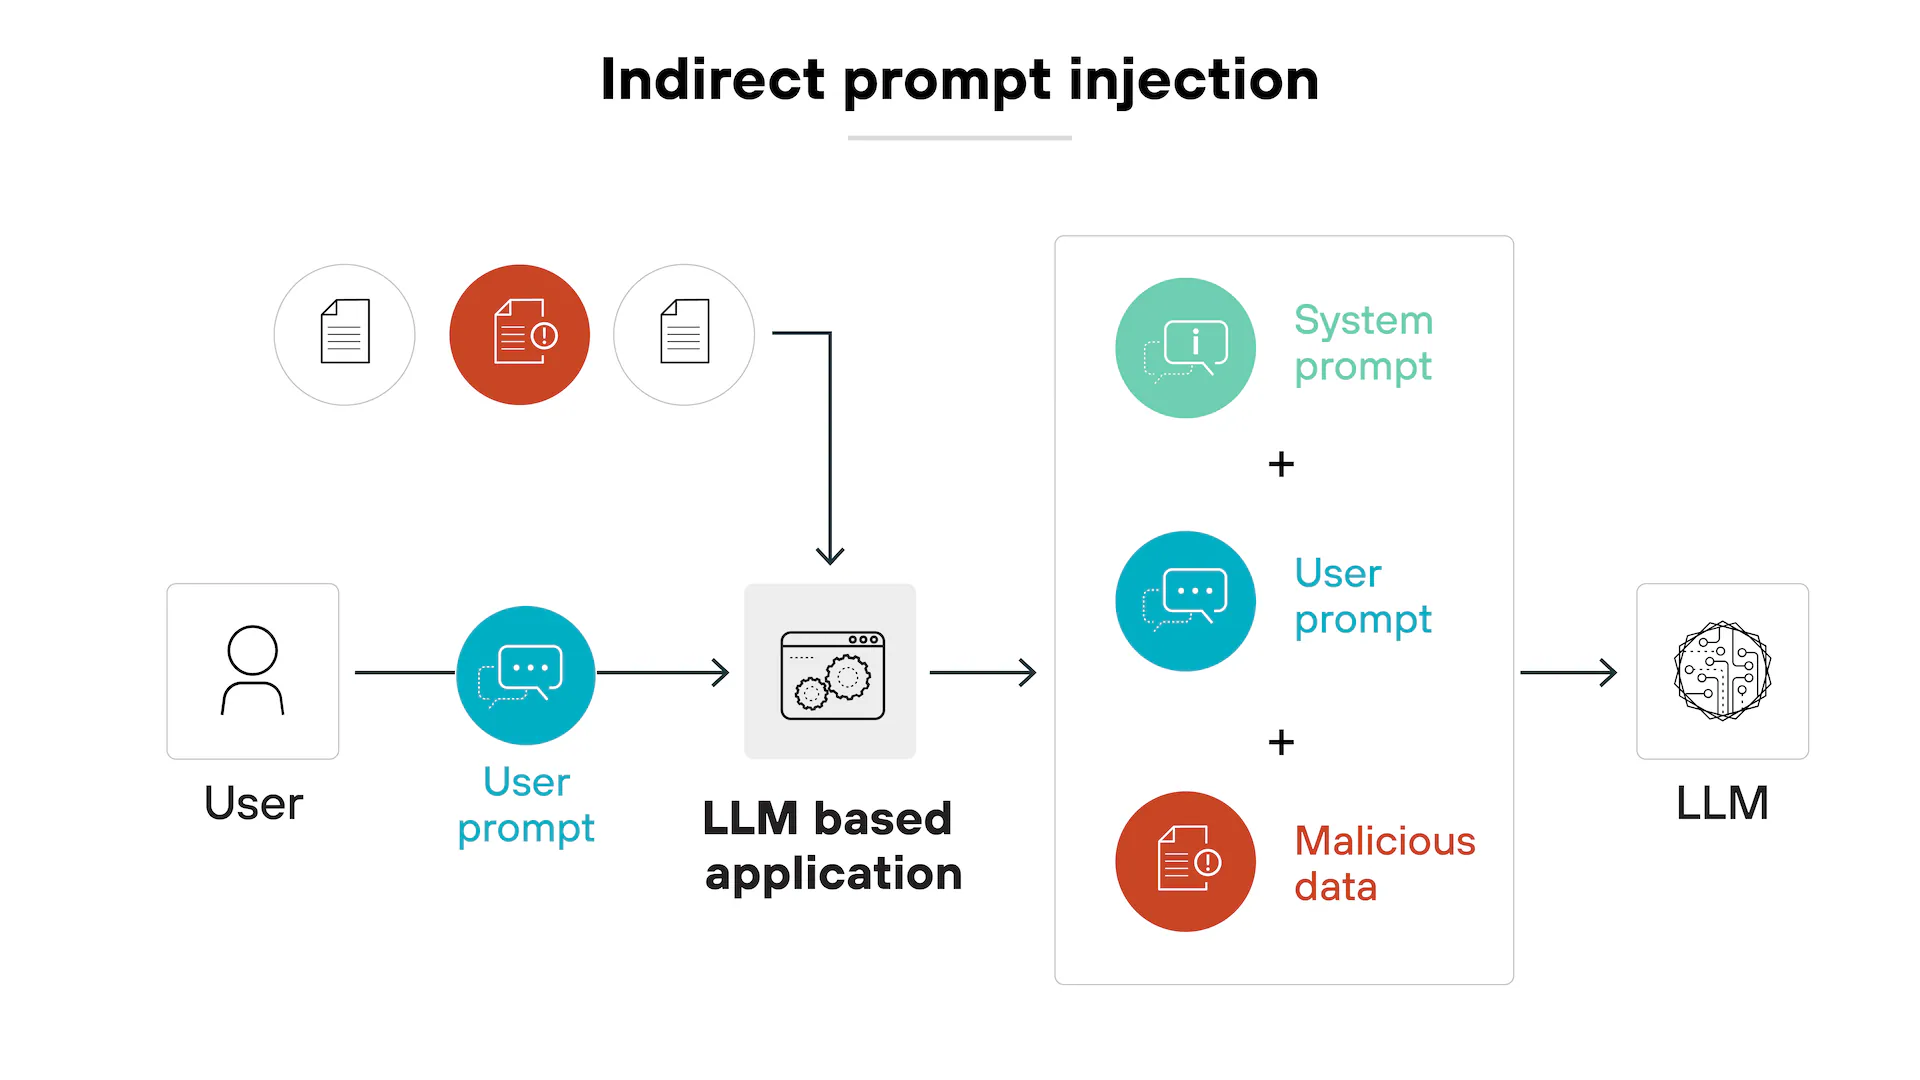 Indirect prompt injection
System
prompt
+
User
prompt
+
Malicious
data
User
User
prompt
LLM based
application
LLM